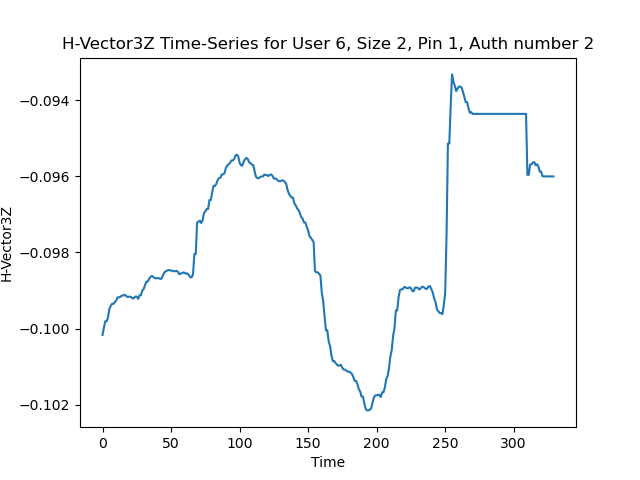 H-Vector3Z Time-Series for User 6, Size 2, Pin 1, Auth number 2
H-Vector3Z
−0.094
−0.096
−0.098
−0.100
−0.102
0 50 100 150 200 250 300
Time